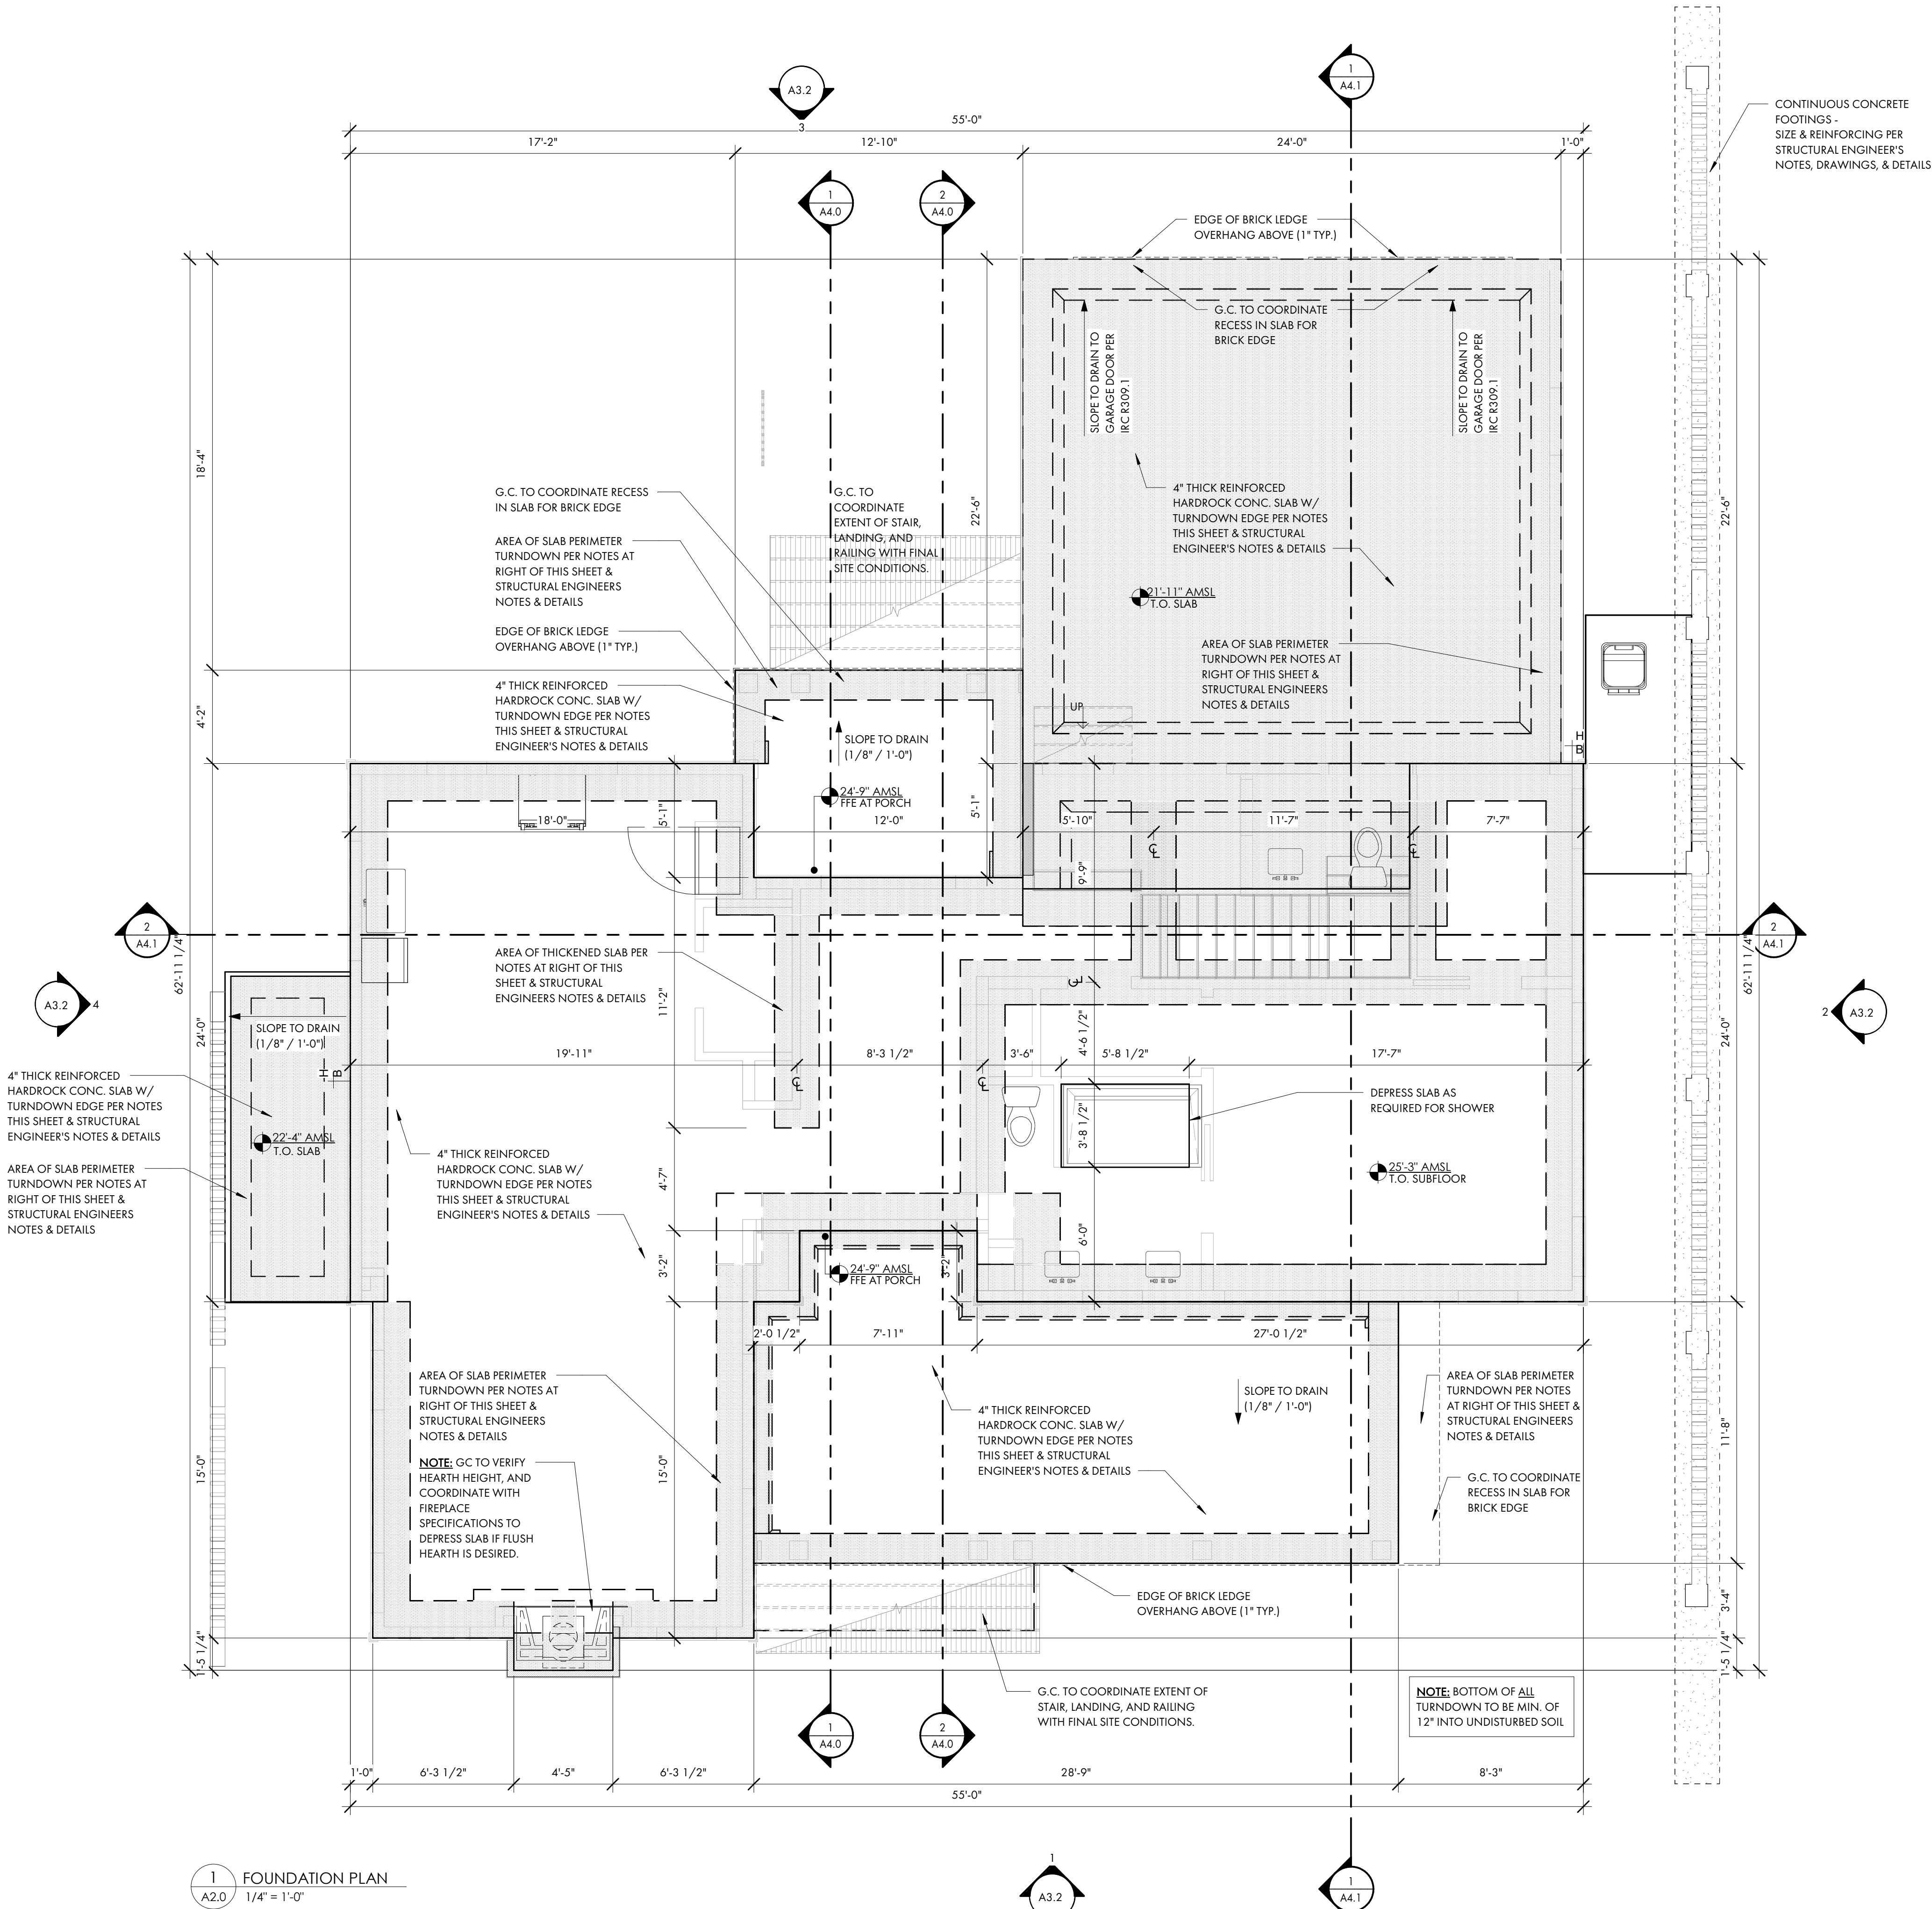 1
A4.1
A3.2
3
CONTINUOUS CONCRETE
FOOTINGS -
SIZE & REINFORCING PER
STRUCTURAL ENGINEER'S
NOTES, DRAWINGS, & DETAILS
55'-0"
17'-2"
12'-10"
24'-0"
1'-0"
1
A4.0
2
A4.0
EDGE OF BRICK LEDGE
OVERHANG ABOVE (1" TYP.)
G.C. TO COORDINATE
RECESS IN SLAB FOR
BRICK EDGE
SLOPE TO DRAIN TO
GARAGE DOOR PER
IRC R309.1
SLOPE TO DRAIN TO
GARAGE DOOR PER
IRC R309.1
18'-4"
22'-6"
22'-6"
G.C. TO COORDINATE RECESS
IN SLAB FOR BRICK EDGE
G.C. TO
COORDINATE
EXTENT OF STAIR,
LANDING, AND
RAILING WITH FINAL
SITE CONDITIONS.
4" THICK REINFORCED
HARDROCK CONC. SLAB W/
TURNDOWN EDGE PER NOTES
THIS SHEET & STRUCTURAL
ENGINEER'S NOTES & DETAILS
AREA OF SLAB PERIMETER
TURNDOWN PER NOTES AT
RIGHT OF THIS SHEET &
STRUCTURAL ENGINEERS
NOTES & DETAILS
21'-11" AMSL
T.O. SLAB
EDGE OF BRICK LEDGE
OVERHANG ABOVE (1" TYP.)
AREA OF SLAB PERIMETER
TURNDOWN PER NOTES AT
RIGHT OF THIS SHEET &
STRUCTURAL ENGINEERS
NOTES & DETAILS
4" THICK REINFORCED
HARDROCK CONC. SLAB W/
TURNDOWN EDGE PER NOTES
THIS SHEET & STRUCTURAL
ENGINEER'S NOTES & DETAILS
4'-2"
UP
SLOPE TO DRAIN
(1/8" / 1'-0")
H
B
24'-9" AMSL
FFE AT PORCH
18'-0"
5'-1"
12'-0"
5'-1"
5'-10"
11'-7"
7'-7"
9'-9"
2
A4.1
62'-11 1/4"
2
A4.1
62'-11 1/4"
AREA OF THICKENED SLAB PER
NOTES AT RIGHT OF THIS
SHEET & STRUCTURAL
ENGINEERS NOTES & DETAILS
A3.2
4
2
A3.2
24'-0"
11'-2"
24'-0"
SLOPE TO DRAIN
(1/8" / 1'-0")
H
B
19'-11"
8'-3 1/2"
3'-6"
4'-6 1/2"
5'-8 1/2"
17'-7"
4" THICK REINFORCED
HARDROCK CONC. SLAB W/
TURNDOWN EDGE PER NOTES
THIS SHEET & STRUCTURAL
ENGINEER'S NOTES & DETAILS
DEPRESS SLAB AS
REQUIRED FOR SHOWER
3'-8 1/2"
22'-4" AMSL
T.O. SLAB
4" THICK REINFORCED
HARDROCK CONC. SLAB W/
TURNDOWN EDGE PER NOTES
THIS SHEET & STRUCTURAL
ENGINEER'S NOTES & DETAILS
AREA OF SLAB PERIMETER
TURNDOWN PER NOTES AT
RIGHT OF THIS SHEET &
STRUCTURAL ENGINEERS
NOTES & DETAILS
25'-3" AMSL
T.O. SUBFLOOR
4'-7"
6'-0"
3'-2"
24'-9" AMSL
FFE AT PORCH
3'-2"
2'-0 1/2"
7'-11"
27'-0 1/2"
AREA OF SLAB PERIMETER
TURNDOWN PER NOTES AT
RIGHT OF THIS SHEET &
STRUCTURAL ENGINEERS
NOTES & DETAILS
NOTE: GC TO VERIFY
HEARTH HEIGHT, AND
COORDINATE WITH
FIREPLACE
SPECIFICATIONS TO
DEPRESS SLAB IF FLUSH
HEARTH IS DESIRED.
15'-0"
15'-0"
4" THICK REINFORCED
HARDROCK CONC. SLAB W/
TURNDOWN EDGE PER NOTES
THIS SHEET & STRUCTURAL
ENGINEER'S NOTES & DETAILS
SLOPE TO DRAIN
(1/8" / 1'-0")
AREA OF SLAB PERIMETER
TURNDOWN PER NOTES
AT RIGHT OF THIS SHEET &
STRUCTURAL ENGINEERS
NOTES & DETAILS
11'-8"
G.C. TO COORDINATE
RECESS IN SLAB FOR
BRICK EDGE
EDGE OF BRICK LEDGE
OVERHANG ABOVE (1" TYP.)
3'-4"
1'-5 1/4"
1'-5 1/4"
G.C. TO COORDINATE EXTENT OF
STAIR, LANDING, AND RAILING
WITH FINAL SITE CONDITIONS.
NOTE: BOTTOM OF ALL
TURNDOWN TO BE MIN. OF
12" INTO UNDISTURBED SOIL
1
A4.0
2
A4.0
1'-0"
6'-3 1/2"
4'-5"
6'-3 1/2"
28'-9"
8'-3"
55'-0"
1
A2.0
FOUNDATION PLAN
1/4" = 1'-0"
1
A3.2
1
A4.1